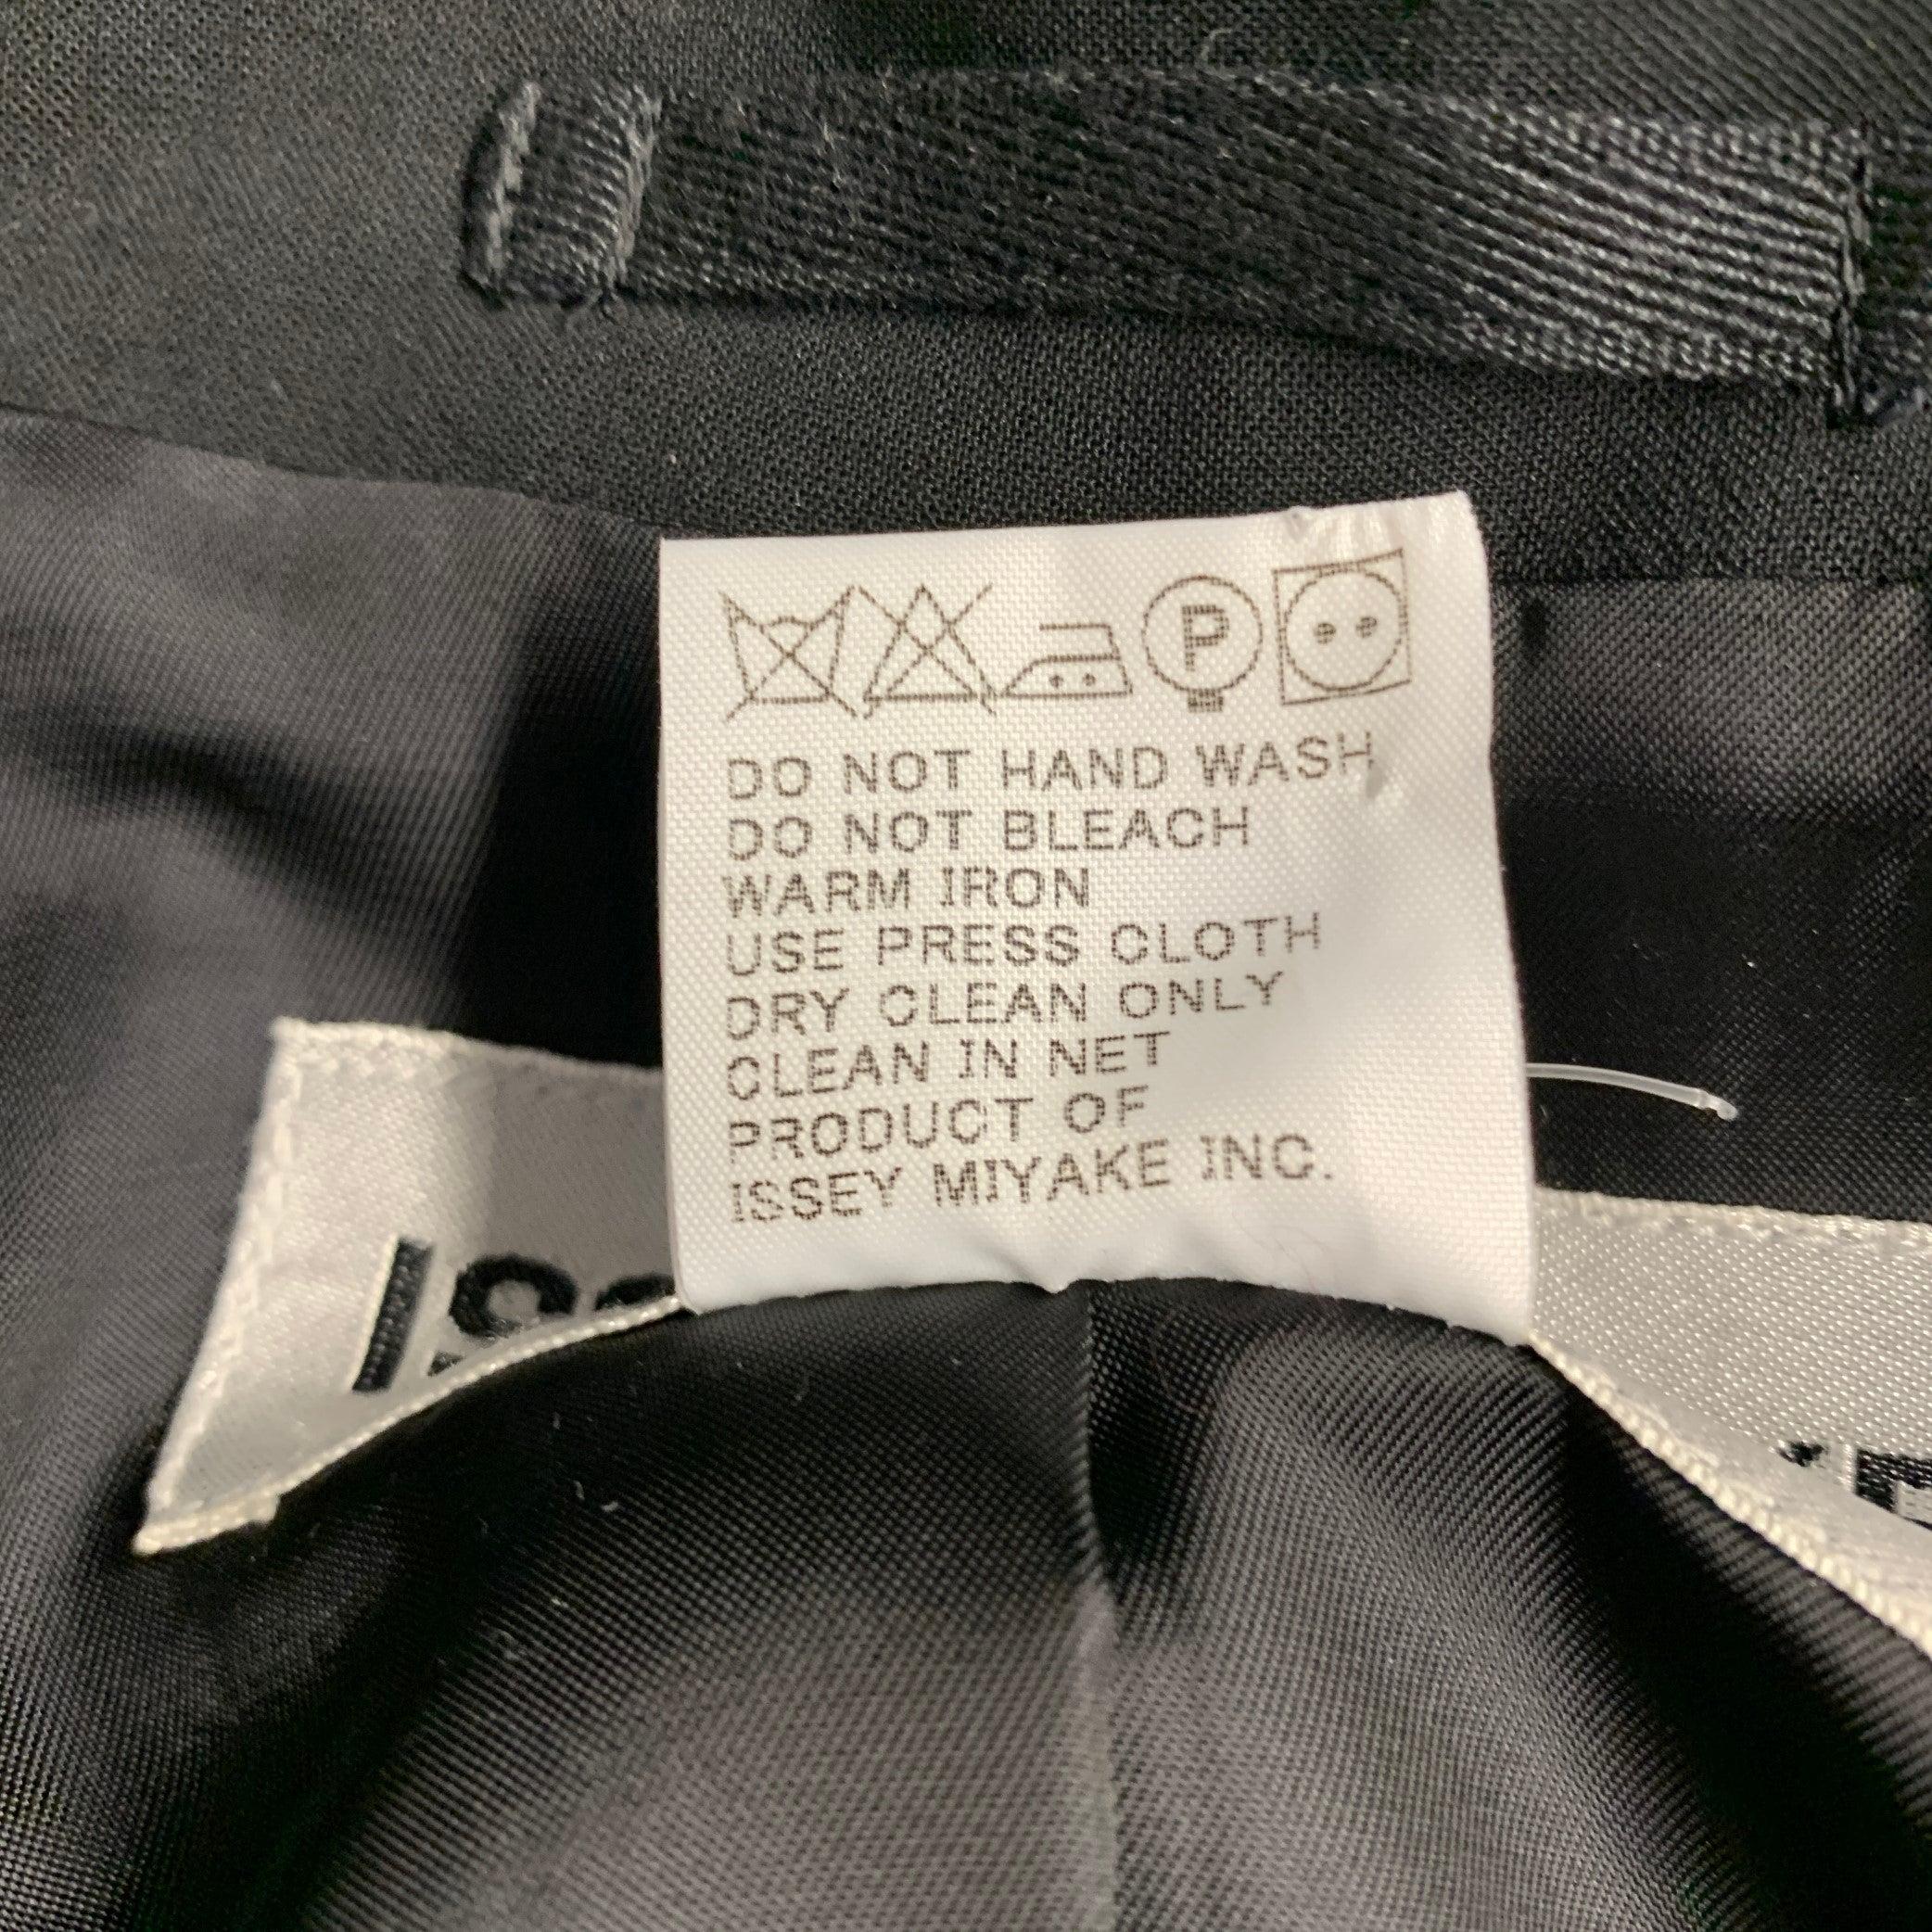 P
DO NOT HAND WASH
DO NOT BLEACH
WARM IRON
USE PRESS CLOTH
DRY CLEAN ONLY
CLEAN IN NET
PRODUCT OF
ISSEY MIYAKE INC.